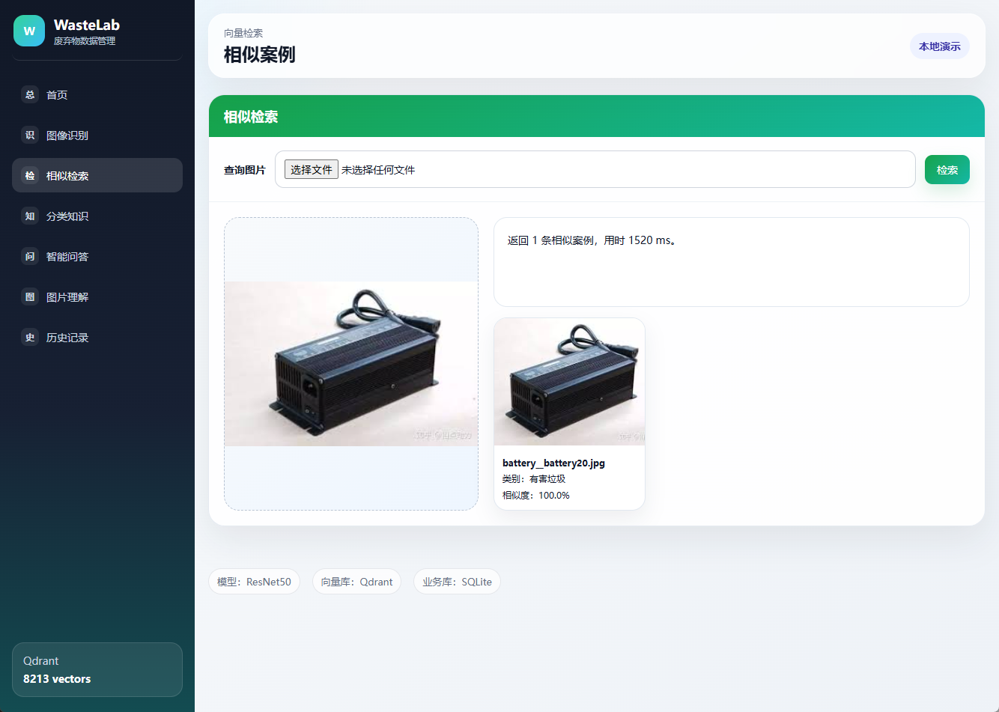 W
WasteLab
废弃物数据管理
总 首页
识 图像识别
检 相似检索
知 分类知识
问 智能问答
图 图片理解
史 历史记录
Qdrant
8213 vectors
向量检索
相似案例
本地演示
相似检索
查询图片 选择文件 未选择任何文件 检索
返回 1 条相似案例，用时 1520 ms。
battery__battery20.jpg
类别：有害垃圾
相似度：100.0%
模型：ResNet50 向量库：Qdrant 业务库：SQLite